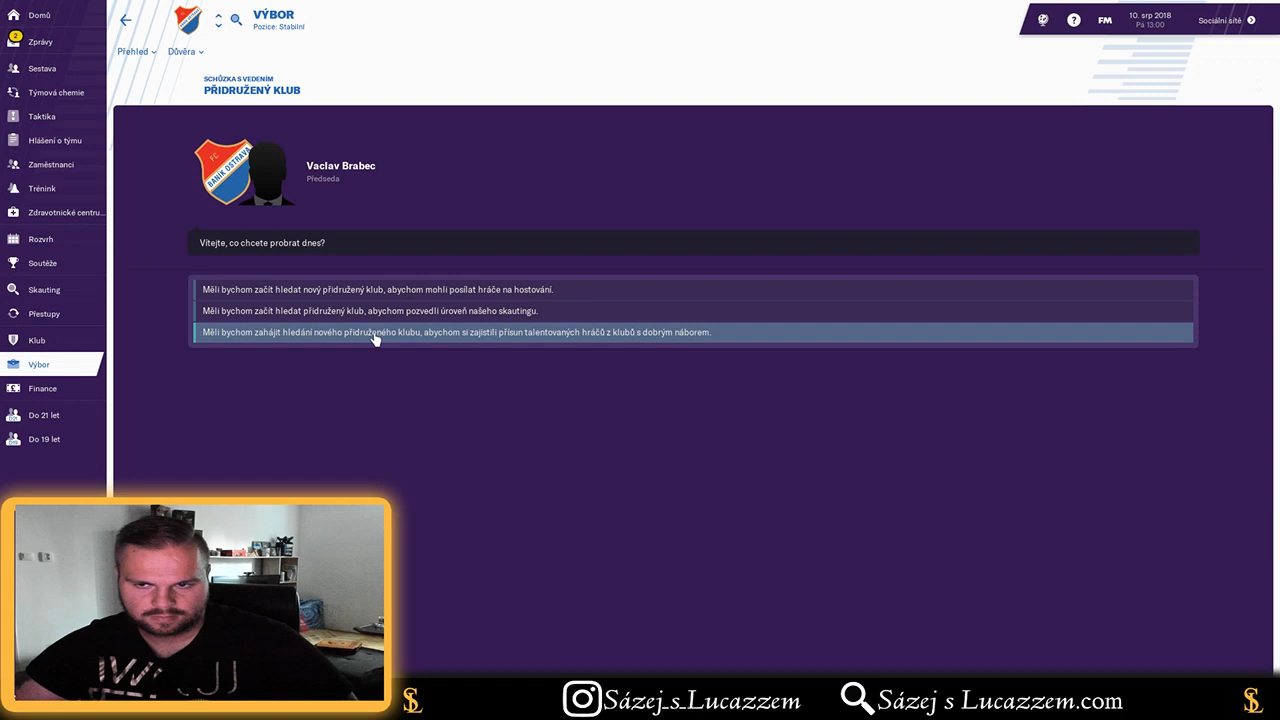 Domů
2
Zprávy
Sestava
Týmová chemie
Taktika
Hlášení o týmu
Zaměstnanci
Trénink
Zdravotnické centru...
Rozvrh
Soutěže
Skauting
Přestupy
Klub
Výbor
Finance
Do 21 let
Do 19 let
VÝBOR
Pozice: Stabilní
Přehled
Důvěra
?
FM
10. srp 2018
Pá 13:00
Sociální sítě
SCHŮZKA S VEDENÍM
PŘIDRUŽENÝ KLUB
FC
BANÍK OSTRAVA
Vaclav Brabec
Předseda
Vítejte, co chcete probrat dnes?
Měli bychom začít hledat nový přidružený klub, abychom mohli posílat hráče na hostování.
Měli bychom začít hledat přidružený klub, abychom pozvedli úroveň našeho skautingu.
Měli bychom zahájit hledání nového přidruženého klubu, abychom si zajistili přísun talentovaných hráčů z klubů s dobrým náborem.
Sázej_s_Lucazzem
Sázej s Lucazzem.com